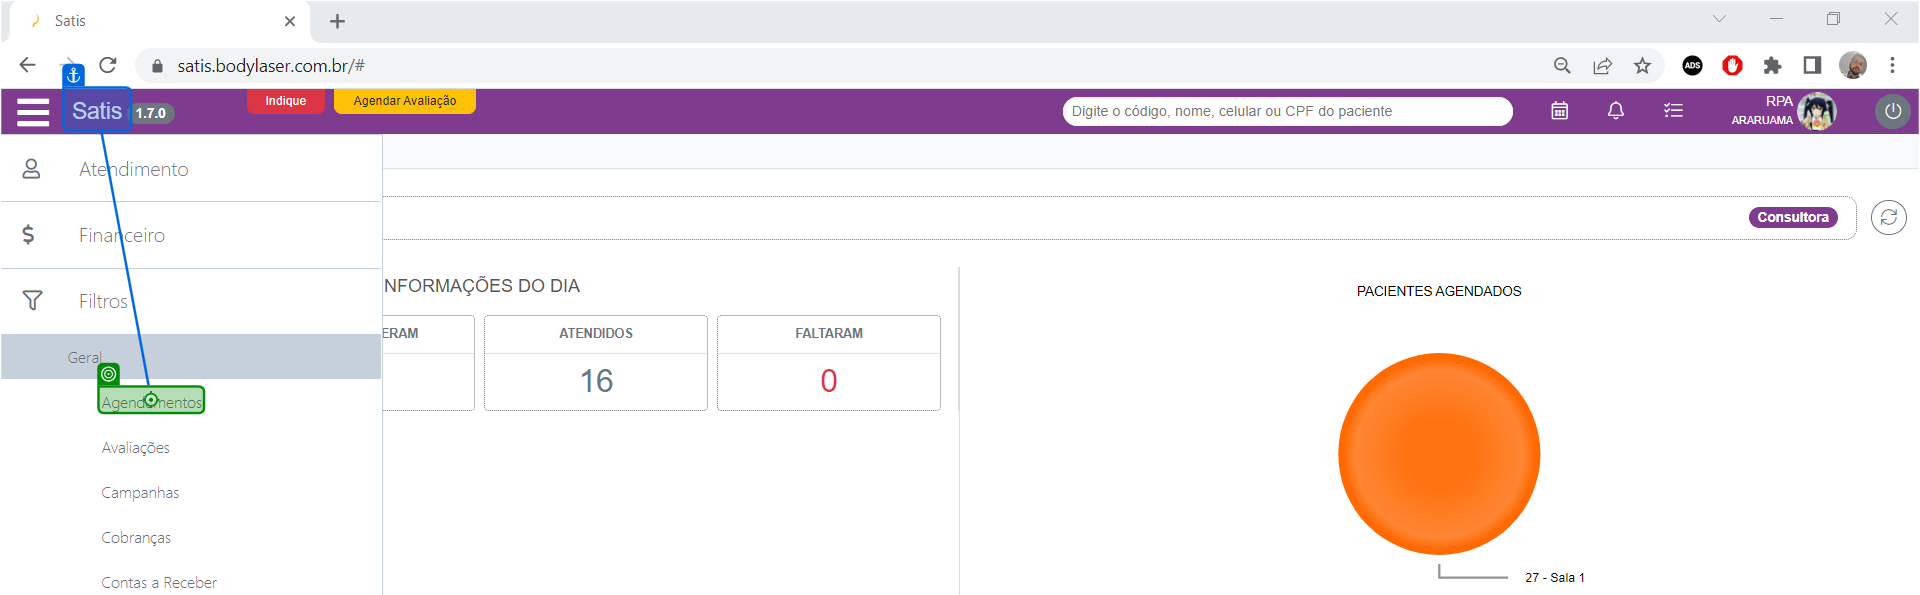 Satis
satis.bodylaser.com.br/#
ADS
Satis 1.7.0
Indique
Agendar Avaliação
Digite o código, nome, celular ou CPF do paciente
RPA
ARARUAMA
Atendimento
Financeiro
Filtros
Geral
Agendamentos
Avaliações
Campanhas
Cobranças
Contas a Receber
Consultora
NFORMAÇÕES DO DIA
ERAM
ATENDIDOS
16
FALTARAM
0
PACIENTES AGENDADOS
27 - Sala 1